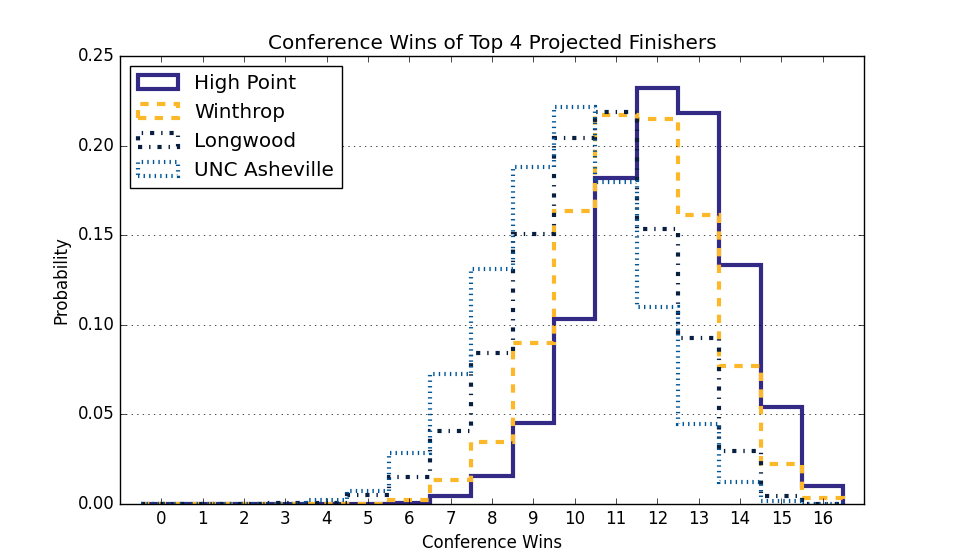 Conference Wins of Top 4 Projected Finishers
High Point
Winthrop
Longwood
UNC Asheville
Probability
0.25
0.20
0.15
0.10
0.05
0.00
0 1 2 3 4 5 6 7 8 9 10 11 12 13 14 15 16
Conference Wins